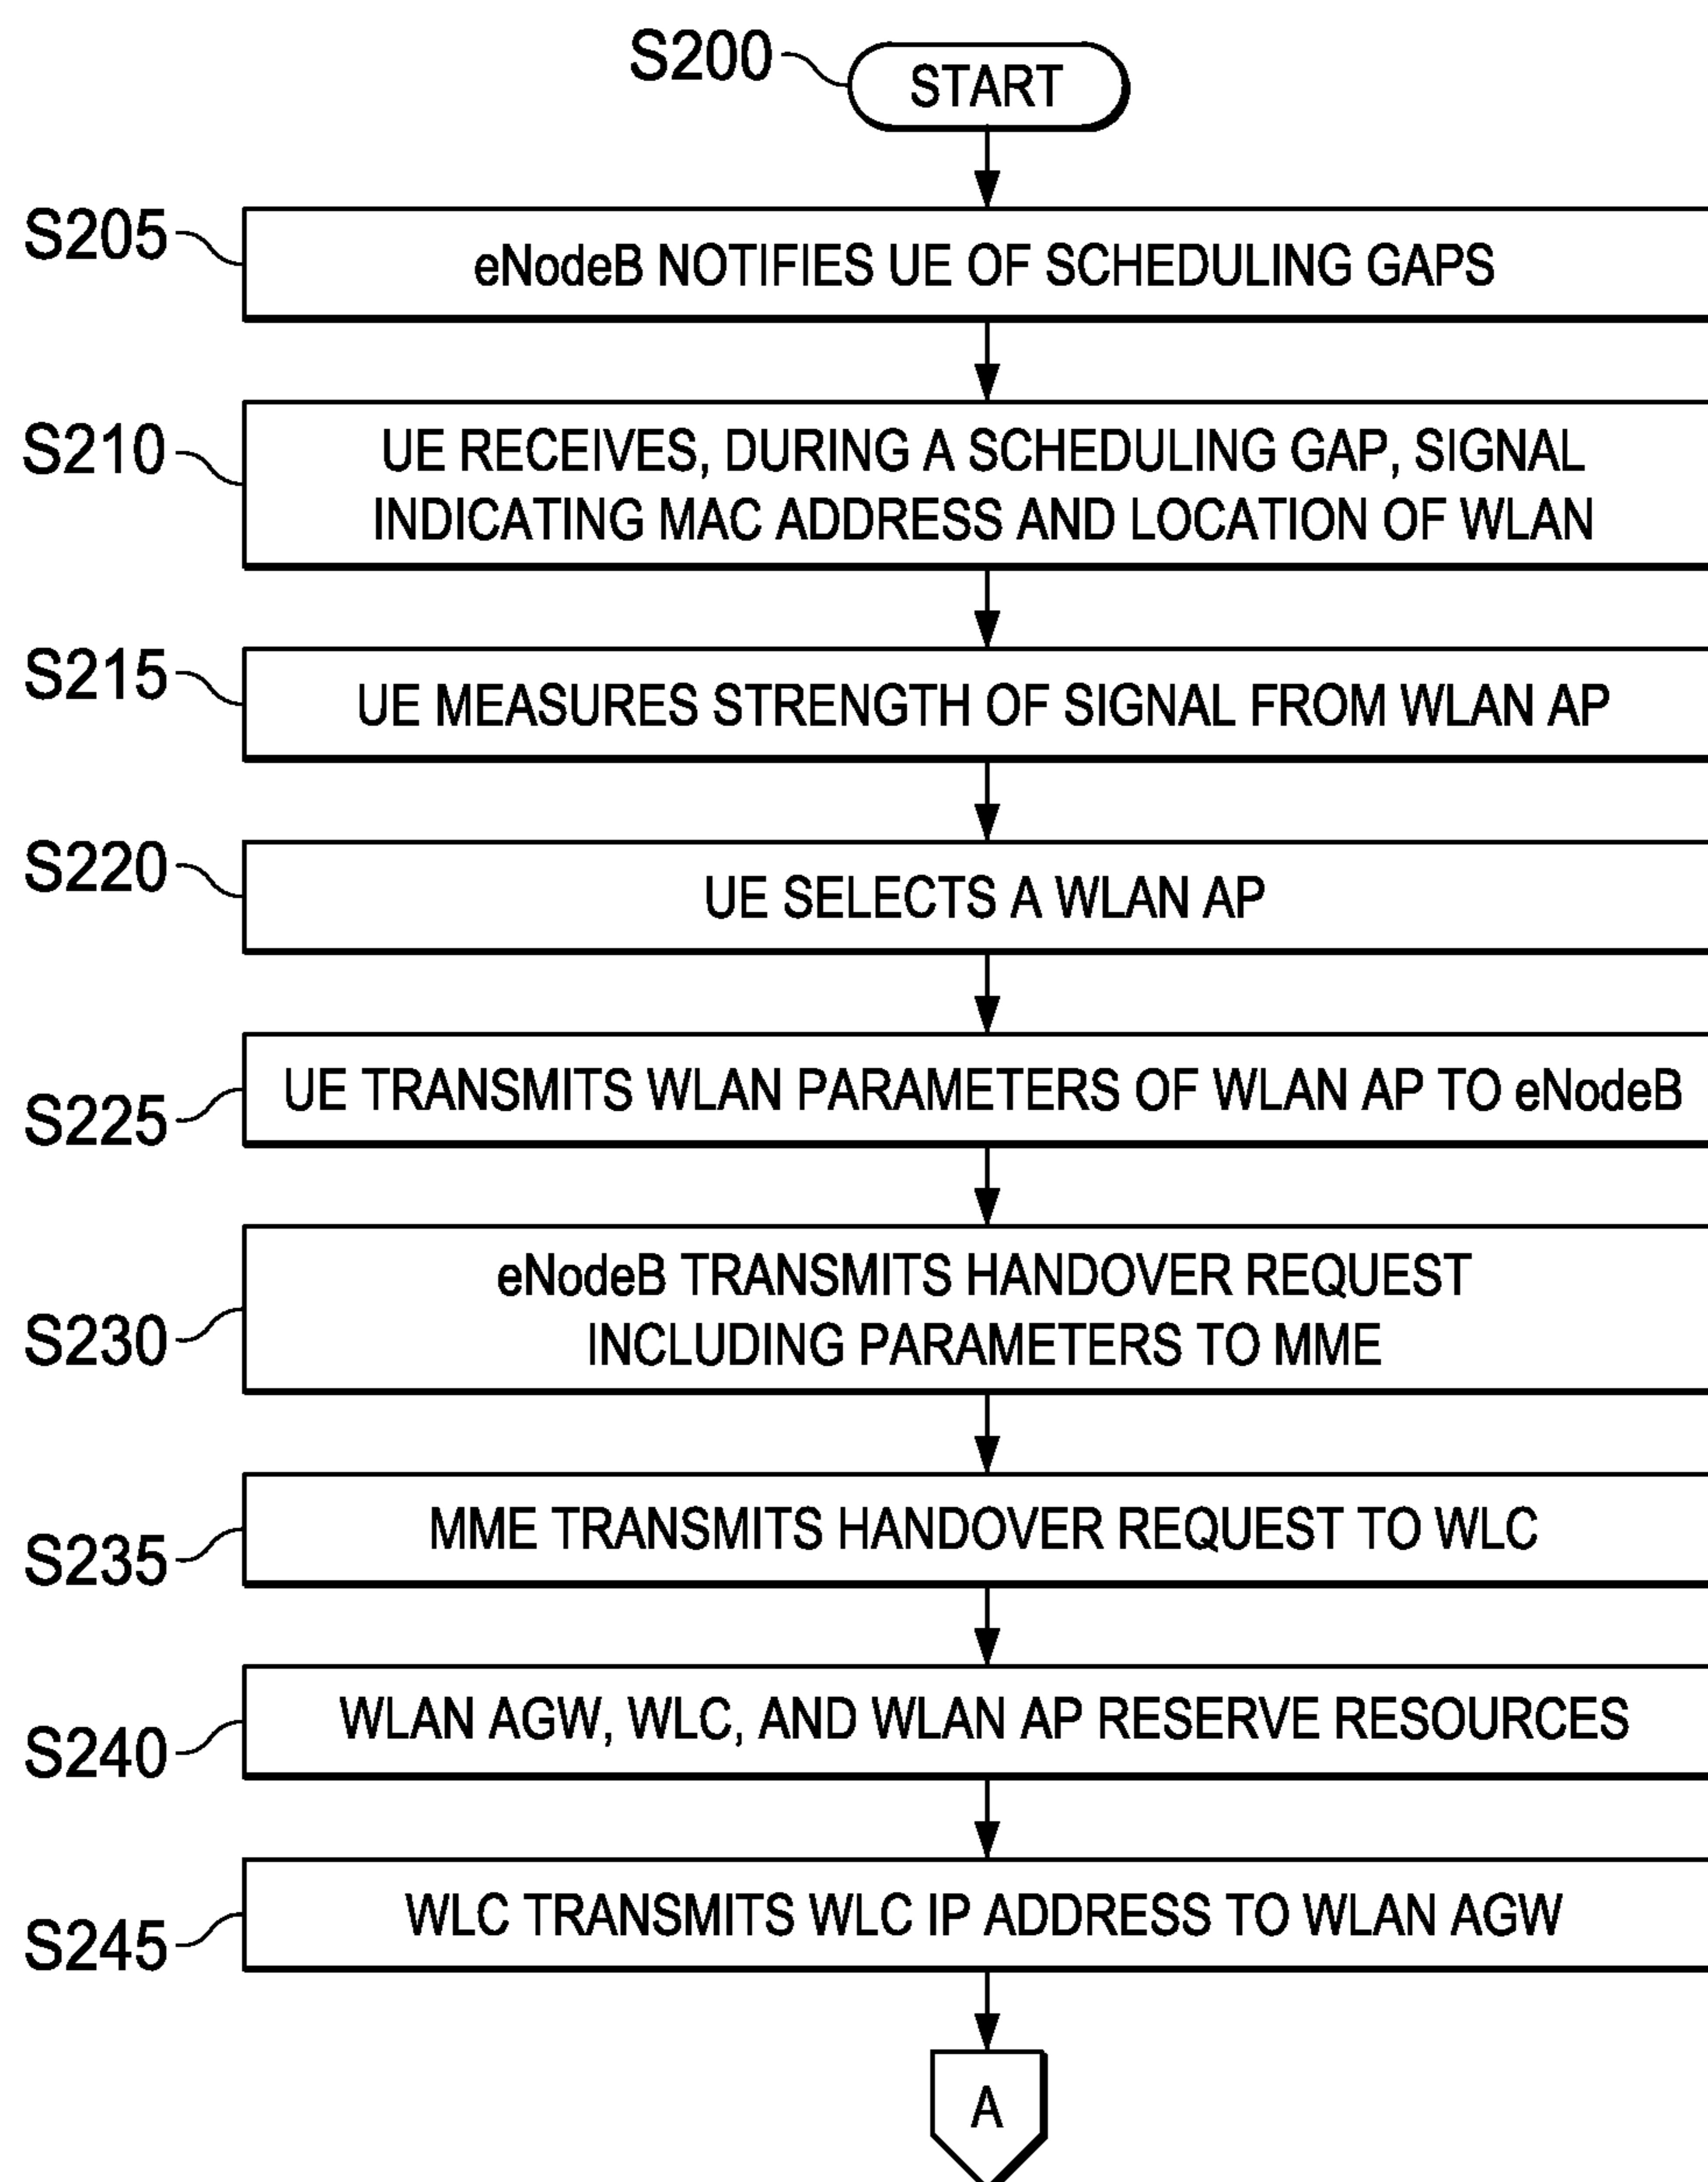 S200
START
S205
eNodeB NOTIFIES UE OF SCHEDULING GAPS
S210
UE RECEIVES, DURING A SCHEDULING GAP, SIGNAL
INDICATING MAC ADDRESS AND LOCATION OF WLAN
S215
UE MEASURES STRENGTH OF SIGNAL FROM WLAN AP
S220
UE SELECTS A WLAN AP
S225
UE TRANSMITS WLAN PARAMETERS OF WLAN AP TO eNodeB
S230
eNodeB TRANSMITS HANDOVER REQUEST
INCLUDING PARAMETERS TO MME
S235
MME TRANSMITS HANDOVER REQUEST TO WLC
S240
WLAN AGW, WLC, AND WLAN AP RESERVE RESOURCES
S245
WLC TRANSMITS WLC IP ADDRESS TO WLAN AGW
A